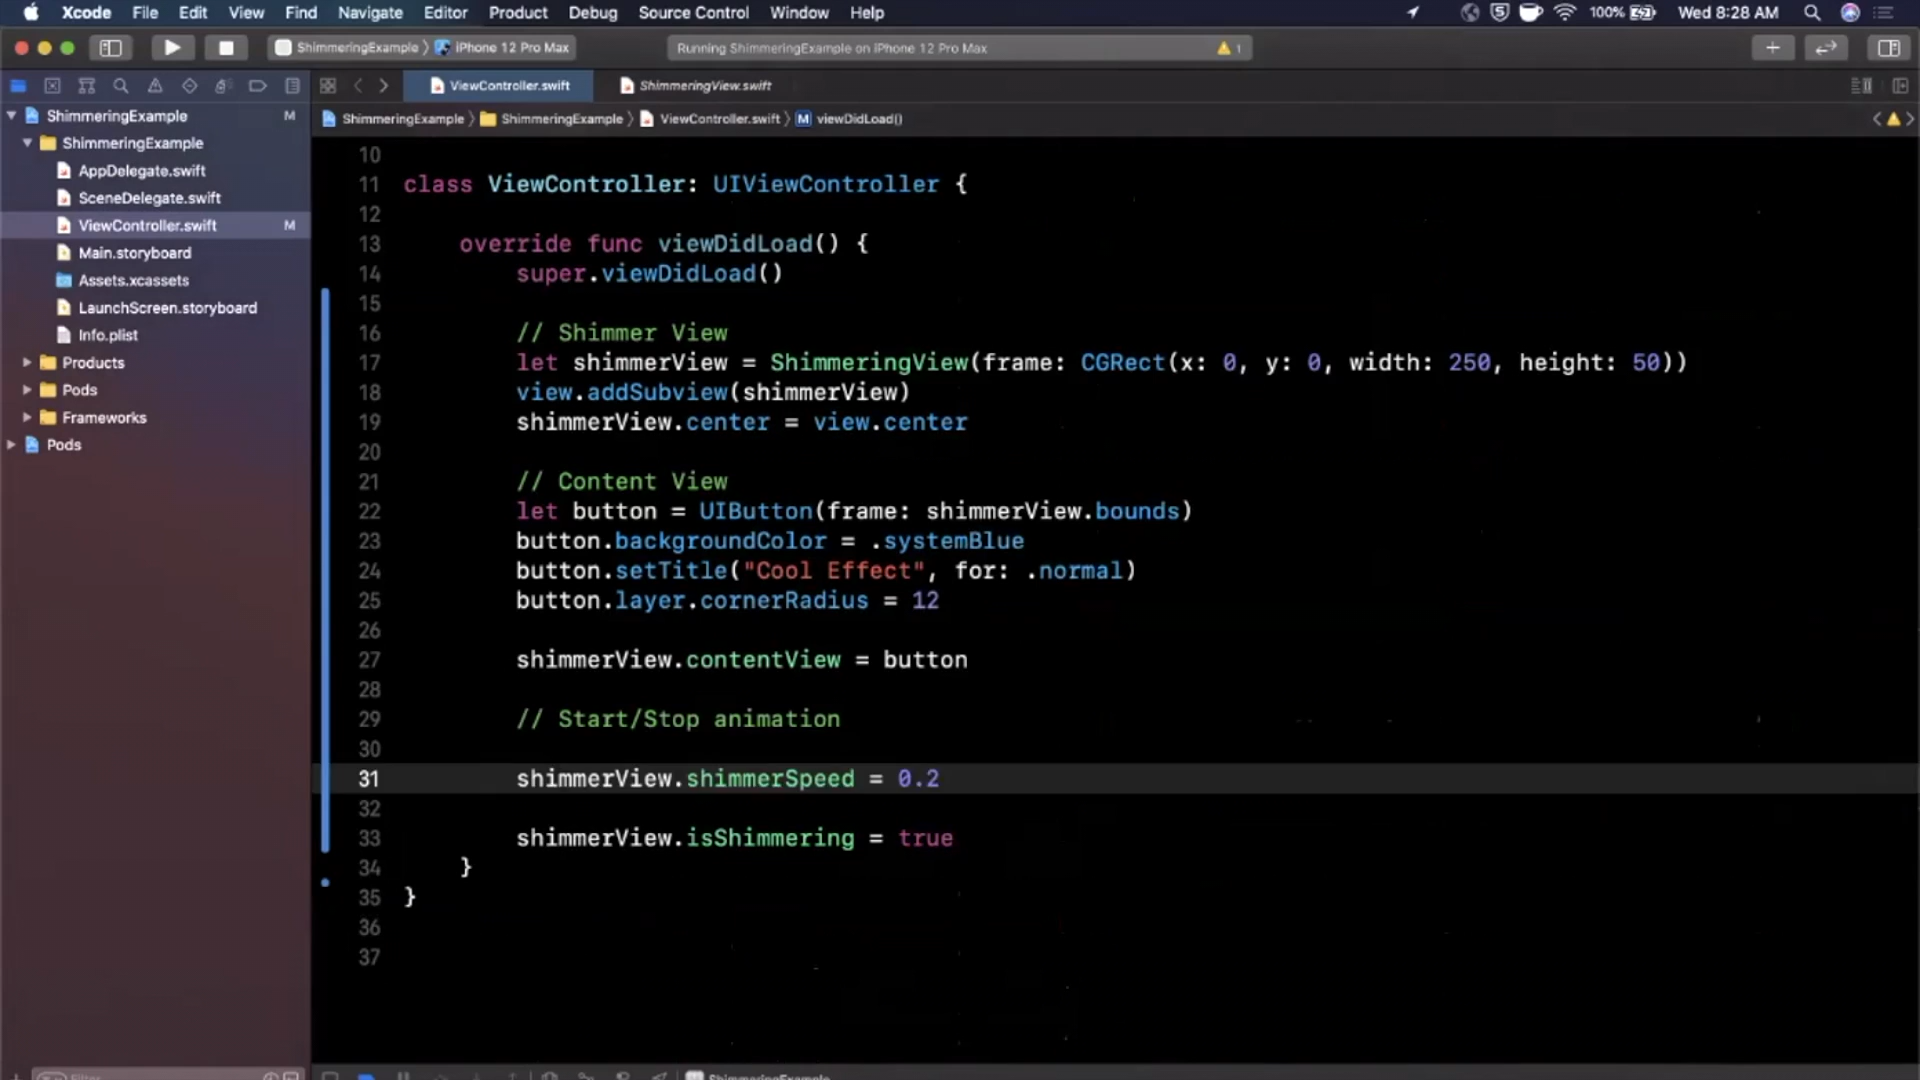 Xcode File Edit View Find Navigate Editor Product Debug Source Control Window Help 100% Wed 8:28 AM
ShimmeringExample 〉 iPhone 12 Pro Max Running ShimmeringExample on iPhone 12 Pro Max 1
ViewController.swift ShimmeringView.swift
ShimmeringExample 〉 ShimmeringExample 〉 ViewController.swift 〉 M viewDidLoad()
ShimmeringExample M
ShimmeringExample
AppDelegate.swift
SceneDelegate.swift
ViewController.swift M
Main.storyboard
Assets.xcassets
LaunchScreen.storyboard
Info.plist
Products
Pods
Frameworks
Pods
10
11 class ViewController: UIViewController {
12
13 override func viewDidLoad() {
14 super.viewDidLoad()
15
16 // Shimmer View
17 let shimmerView = ShimmeringView(frame: CGRect(x: 0, y: 0, width: 250, height: 50))
18 view.addSubview(shimmerView)
19 shimmerView.center = view.center
20
21 // Content View
22 let button = UIButton(frame: shimmerView.bounds)
23 button.backgroundColor = .systemBlue
24 button.setTitle("Cool Effect", for: .normal)
25 button.layer.cornerRadius = 12
26
27 shimmerView.contentView = button
28
29 // Start/Stop animation
30
31 shimmerView.shimmerSpeed = 0.2
32
33 shimmerView.isShimmering = true
34 }
35 }
36
37
Filter
ShimmeringExample